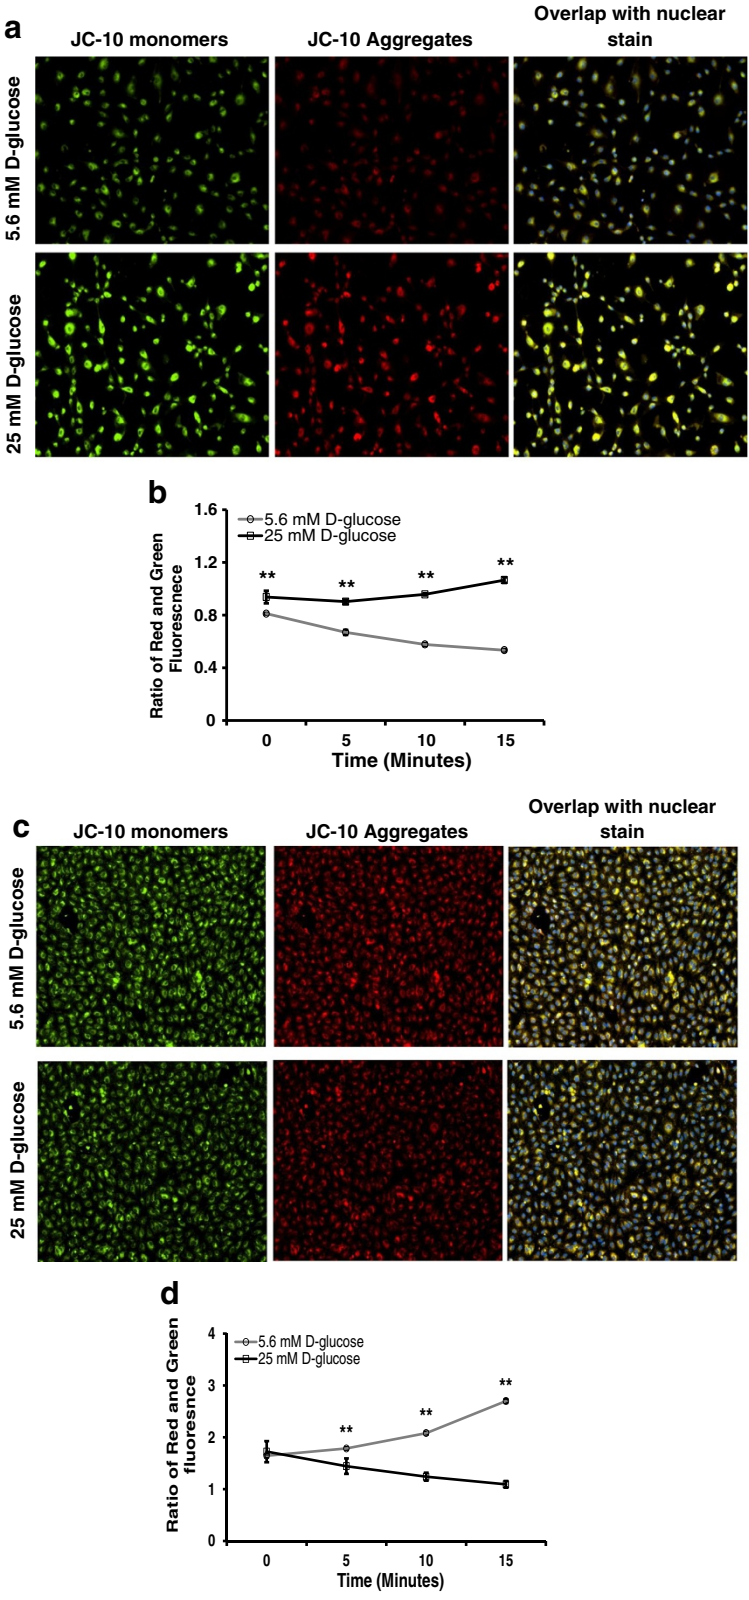 a
JC-10 monomers
JC-10 Aggregates
Overlap with nuclear
stain
5.6 mM D-glucose
25 mM D-glucose
b
1.6
1.2
0.8
0.4
0
Ratio of Red and Green
Fluorescnece
5.6 mM D-glucose
25 mM D-glucose
** ** ** **
0 5 10 15
Time (Minutes)
c
JC-10 monomers
JC-10 Aggregates
Overlap with nuclear
stain
5.6 mM D-glucose
25 mM D-glucose
d
4
3
2
1
0
Ratio of Red and Green
fluoresnce
5.6 mM D-glucose
25 mM D-glucose
** ** **
0 5 10 15
Time (Minutes)